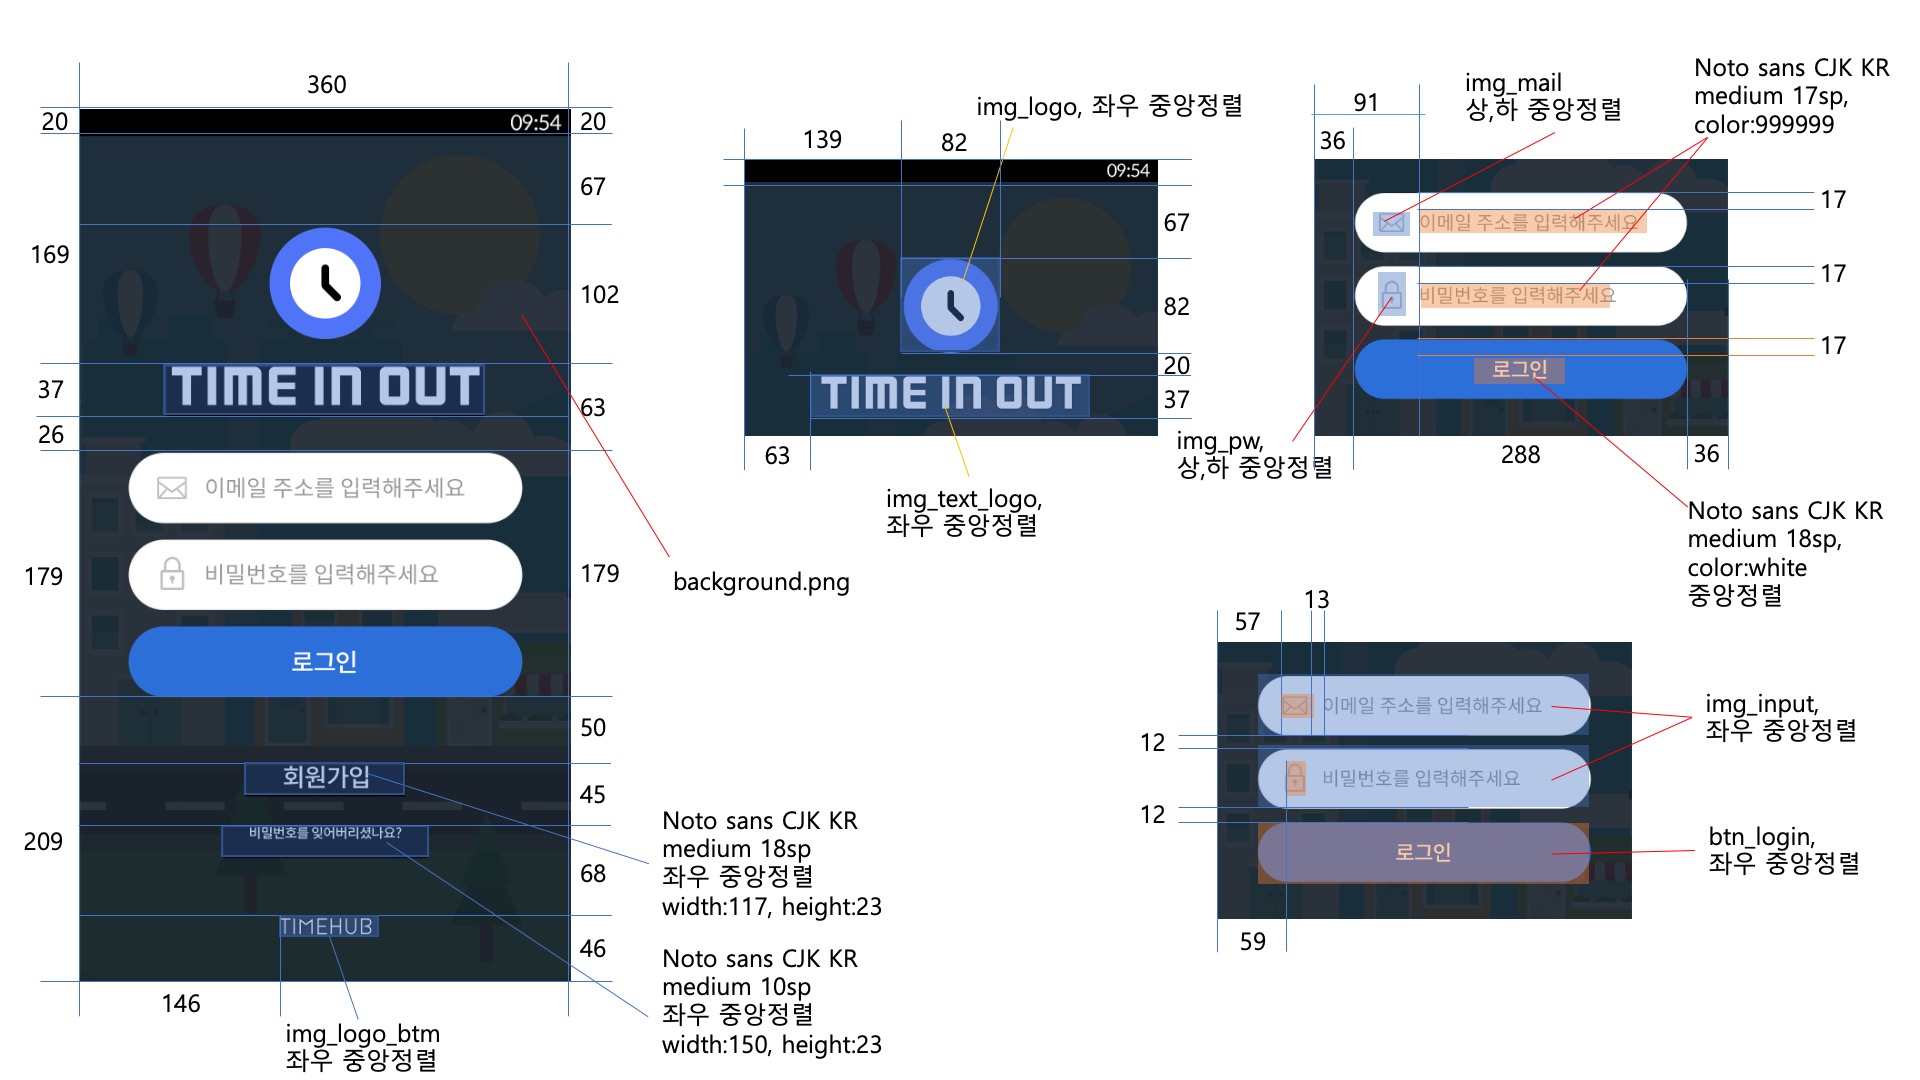 360
20
09:54
20
67
169
102
37
TIME IN OUT
63
26
이메일 주소를 입력해주세요
179
비밀번호를 입력해주세요
179
로그인
50
회원가입
45
209
비밀번호를 잊어버리셨나요?
68
TIMEHUB
46
146
img_logo_btm
좌우 중앙정렬
background.png
Noto sans CJK KR
medium 18sp
좌우 중앙정렬
width:117, height:23
Noto sans CJK KR
medium 10sp
좌우 중앙정렬
width:150, height:23
img_logo, 좌우 중앙정렬
139
82
09:54
67
82
20
TIME IN OUT
37
63
img_text_logo,
좌우 중앙정렬
91
36
img_mail
상,하 중앙정렬
Noto sans CJK KR
medium 17sp,
color:999999
17
이메일 주소를 입력해주세요
17
비밀번호를 입력해주세요
17
로그인
img_pw,
상,하 중앙정렬
288
36
Noto sans CJK KR
medium 18sp,
color:white
중앙정렬
57
13
이메일 주소를 입력해주세요
img_input,
좌우 중앙정렬
12
비밀번호를 입력해주세요
12
로그인
btn_login,
좌우 중앙정렬
59